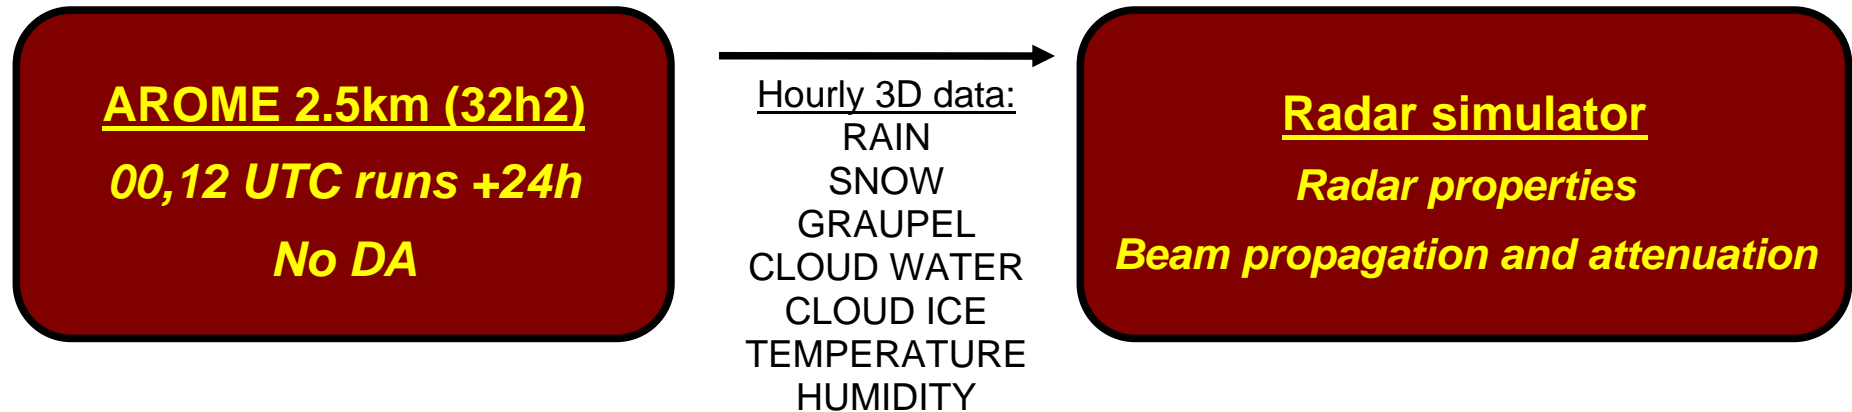 AROME 2.5km (32h2)
00,12 UTC runs +24h
No DA
Hourly 3D data:
RAIN
SNOW
GRAUPEL
CLOUD WATER
CLOUD ICE
TEMPERATURE
HUMIDITY
Radar simulator
Radar properties
Beam propagation and attenuation